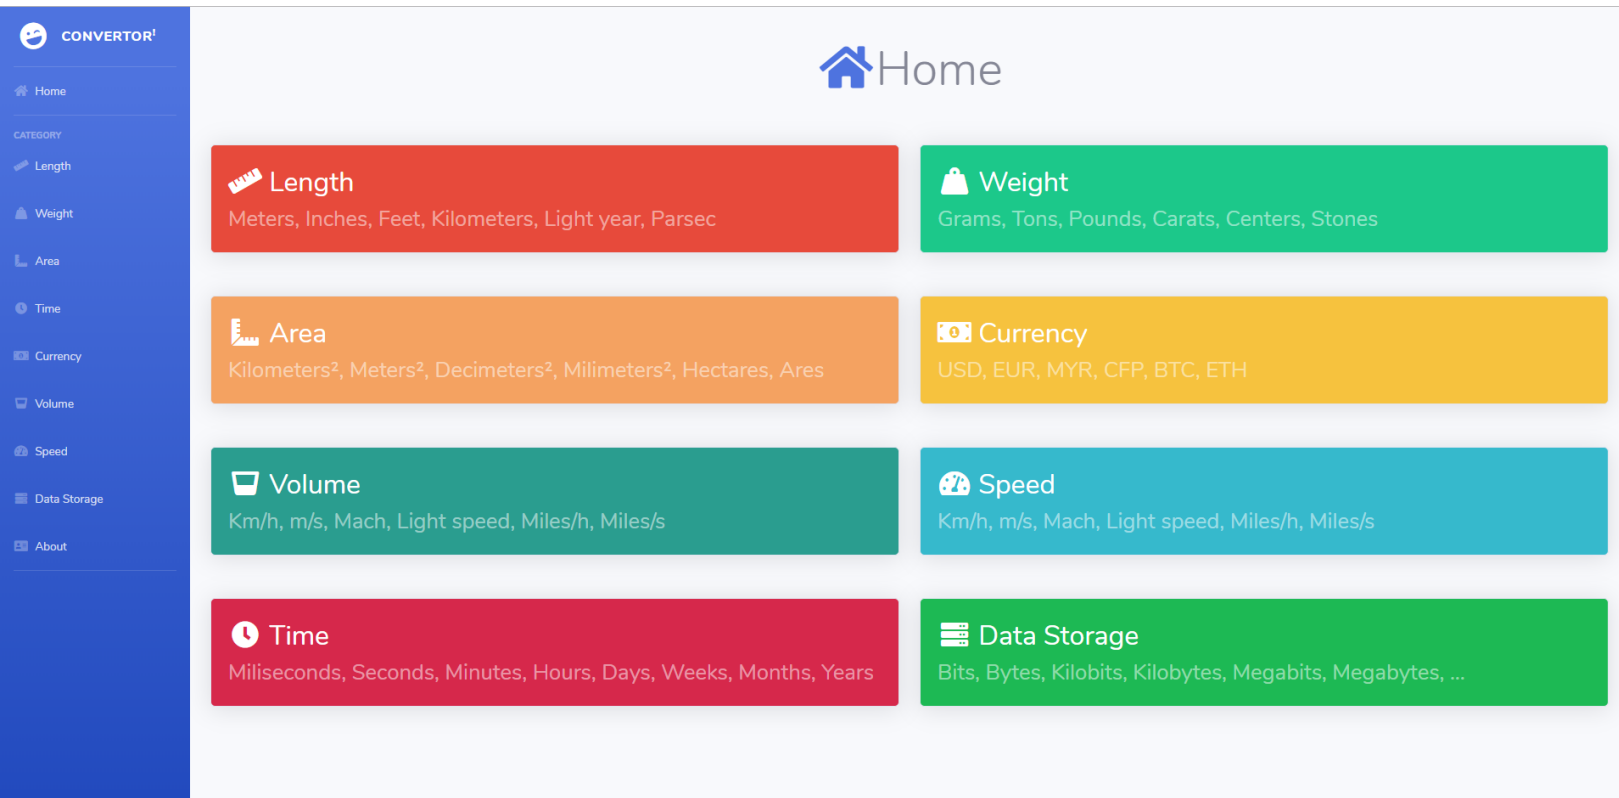 CONVERTOR!
Home
CATEGORY
Length
Weight
Area
Time
Currency
Volume
Speed
Data Storage
About
Home
Length
Meters, Inches, Feet, Kilometers, Light year, Parsec
Weight
Grams, Tons, Pounds, Carats, Centers, Stones
Area
Kilometers², Meters², Decimeters², Milimeters², Hectares, Ares
Currency
USD, EUR, MYR, CFP, BTC, ETH
Volume
Km/h, m/s, Mach, Light speed, Miles/h, Miles/s
Speed
Km/h, m/s, Mach, Light speed, Miles/h, Miles/s
Time
Miliseconds, Seconds, Minutes, Hours, Days, Weeks, Months, Years
Data Storage
Bits, Bytes, Kilobits, Kilobytes, Megabits, Megabytes, ...